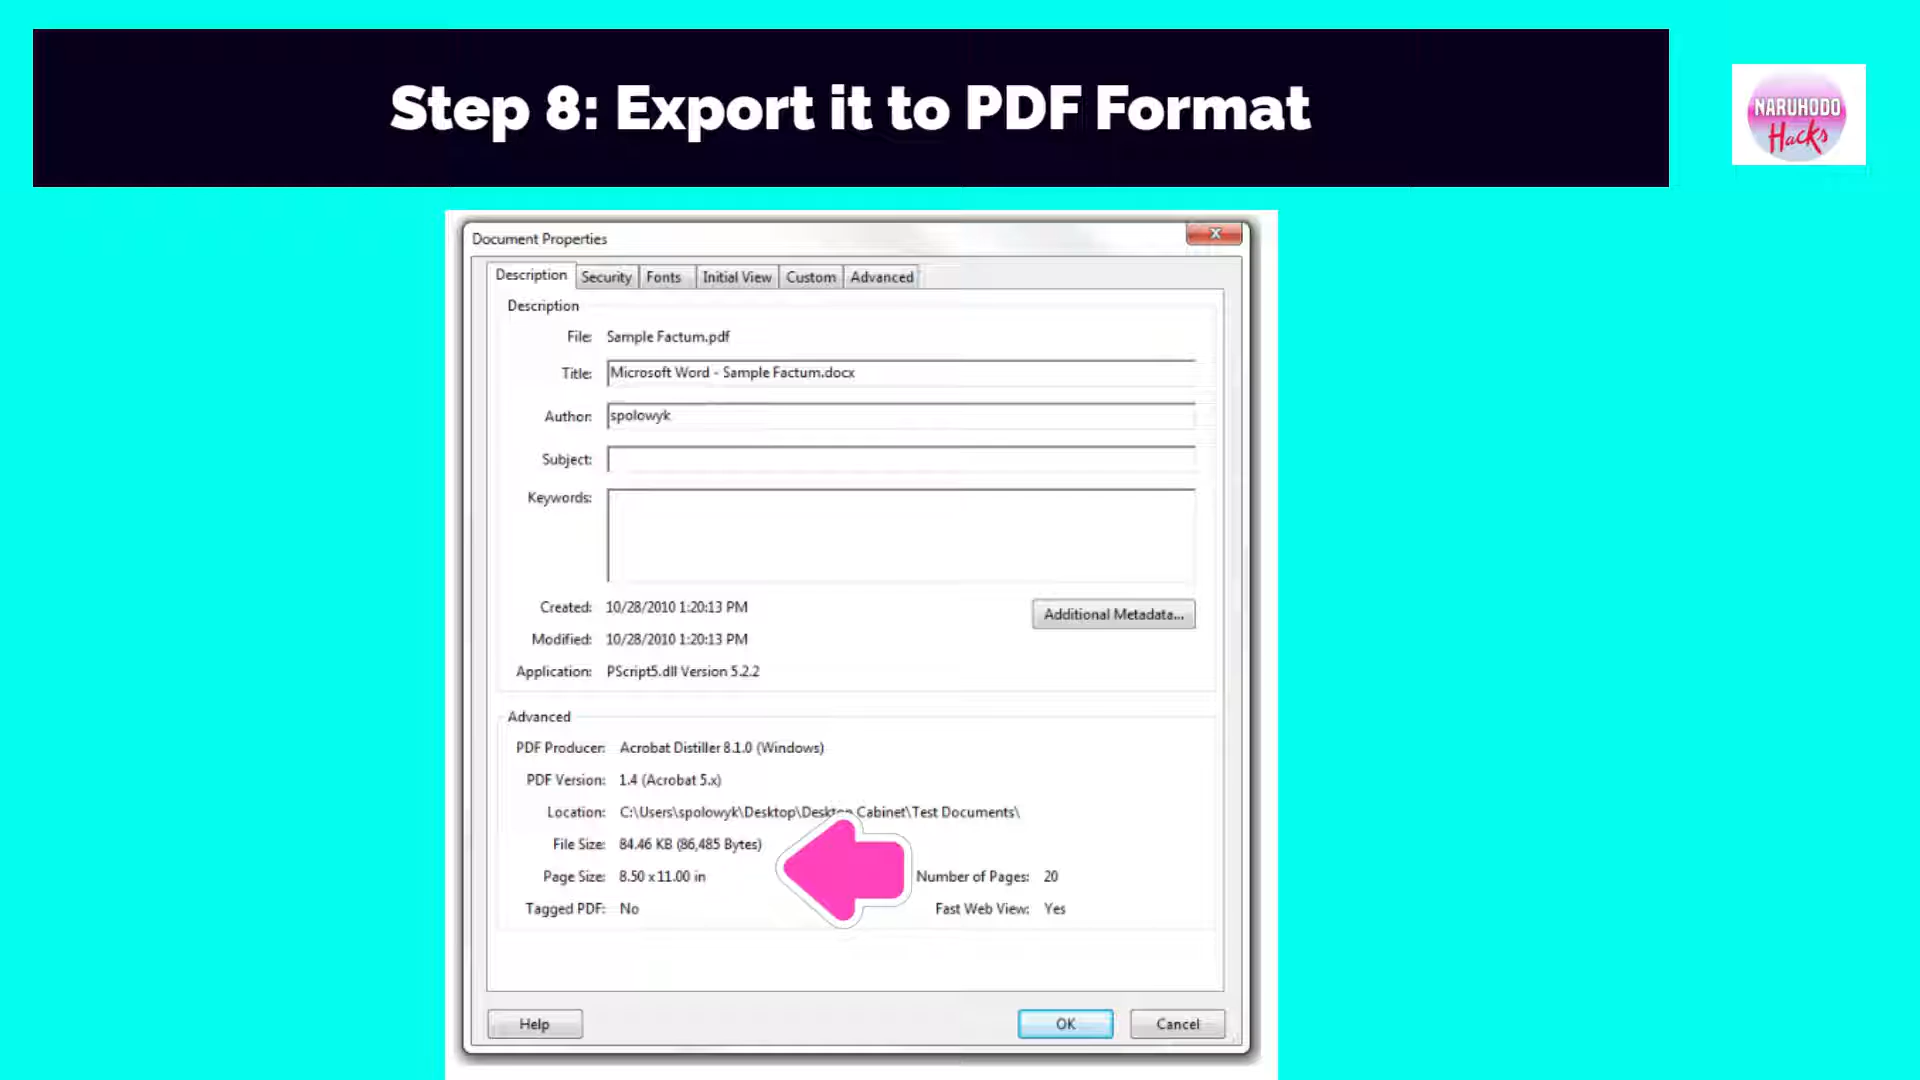 Step 8: Export it to PDF Format
NARUHODO
Hacks
Document Properties
x
Description Security Fonts Initial View Custom Advanced
Description
File: Sample Factum.pdf
Title: Microsoft Word - Sample Factum.docx
Author: spolowyk
Subject:
Keywords:
Created: 10/28/2010 1:20:13 PM
Additional Metadata...
Modified: 10/28/2010 1:20:13 PM
Application: PScript5.dll Version 5.2.2
Advanced
PDF Producer: Acrobat Distiller 8.1.0 (Windows)
PDF Version: 1.4 (Acrobat 5.x)
Location: C:\Users\spolowyk\Desktop\Desktop Cabinet\Test Documents\
File Size: 84.46 KB (86,485 Bytes)
Page Size: 8.50 x 11.00 in Number of Pages: 20
Tagged PDF: No Fast Web View: Yes
Help OK Cancel